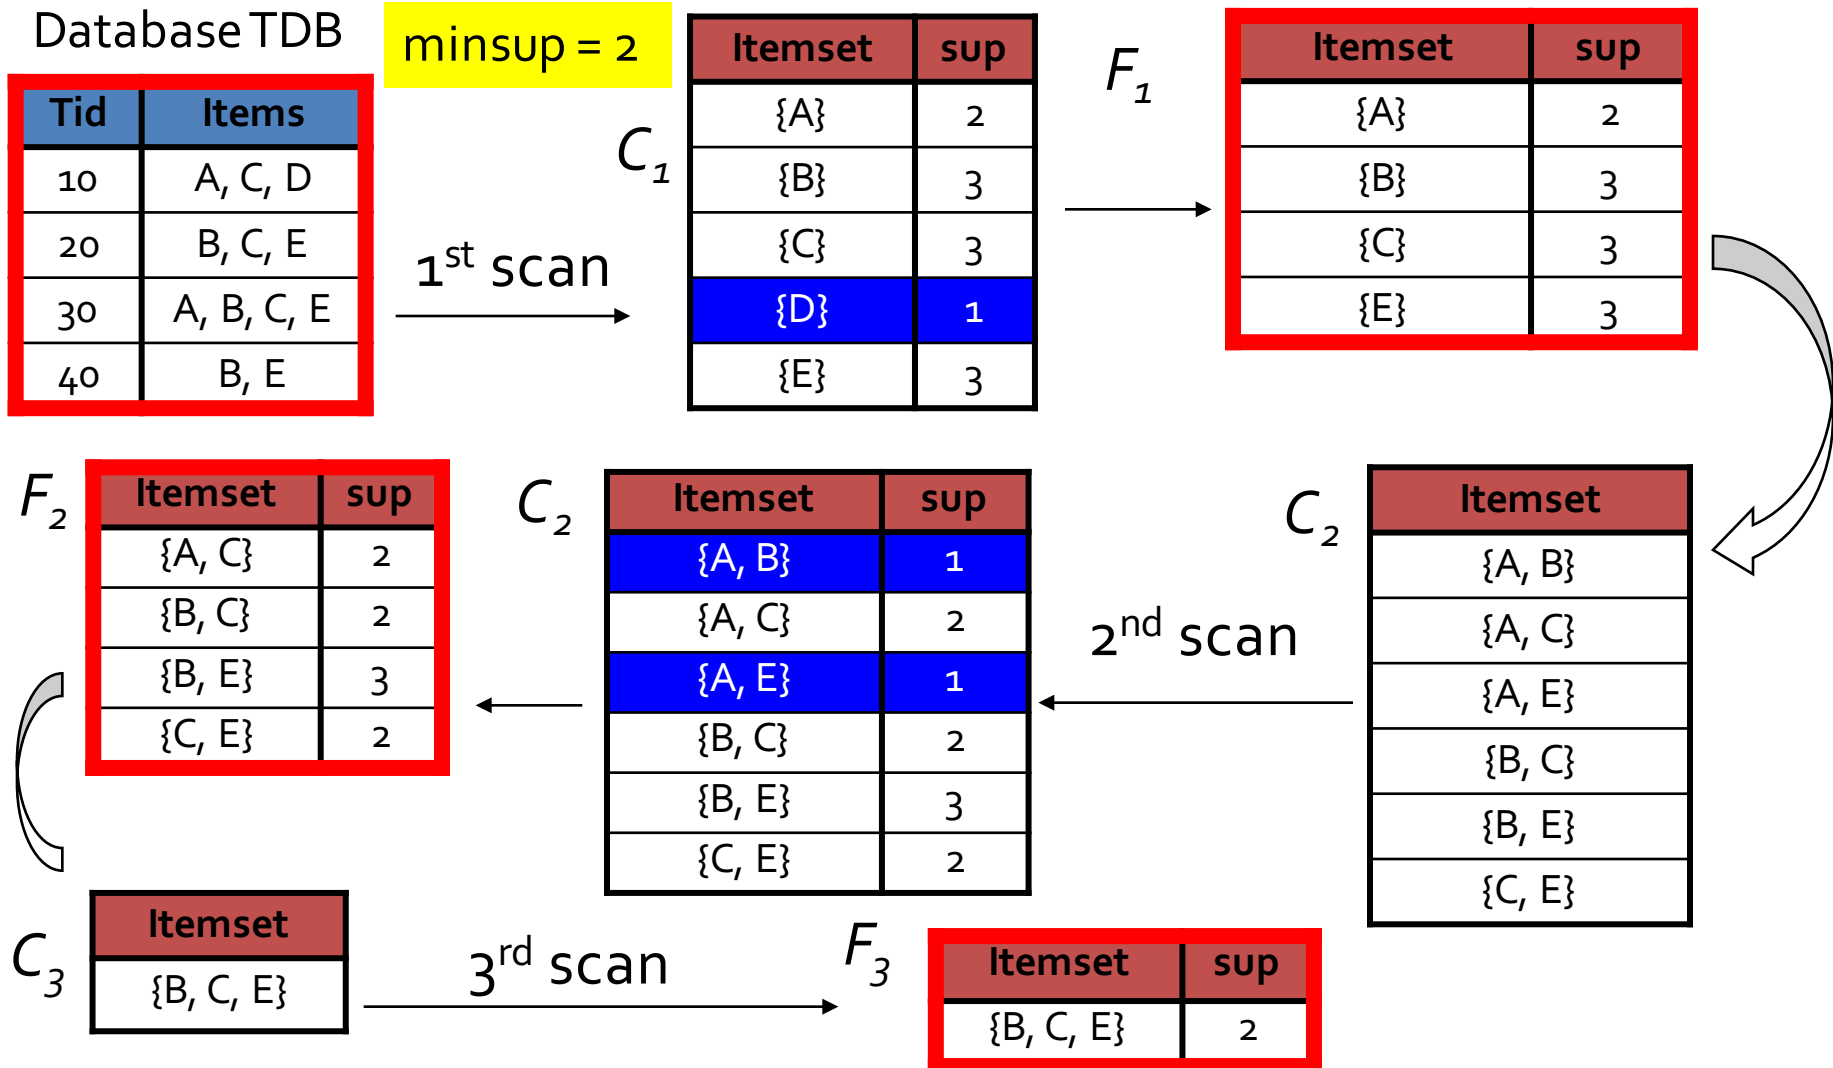 Database TDB
minsup = 2
Tid Items
10 A, C, D
20 B, C, E
30 A, B, C, E
40 B, E
1st scan
C1
Itemset sup
{A} 2
{B} 3
{C} 3
{D} 1
{E} 3
F1
Itemset sup
{A} 2
{B} 3
{C} 3
{E} 3
C2
Itemset
{A, B}
{A, C}
{A, E}
{B, C}
{B, E}
{C, E}
2nd scan
C2
Itemset sup
{A, B} 1
{A, C} 2
{A, E} 1
{B, C} 2
{B, E} 3
{C, E} 2
F2
Itemset sup
{A, C} 2
{B, C} 2
{B, E} 3
{C, E} 2
C3
Itemset
{B, C, E}
3rd scan
F3
Itemset sup
{B, C, E} 2